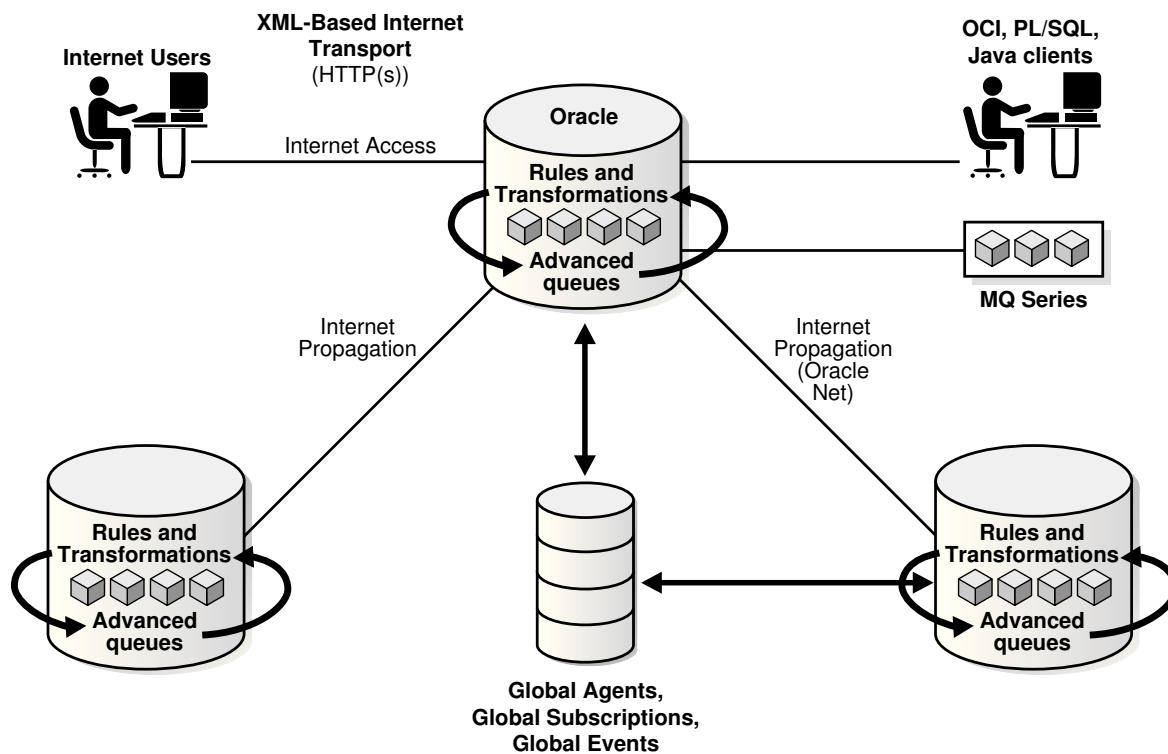 XML-Based Internet
Transport
(HTTP(s))
Internet Users
OCI, PL/SQL,
Java clients
Oracle
Internet Access
Rules and
Transformations
Advanced
queues
MQ Series
Internet
Propagation
Internet
Propagation
(Oracle
Net)
Rules and
Transformations
Advanced
queues
Rules and
Transformations
Advanced
queues
Global Agents,
Global Subscriptions,
Global Events